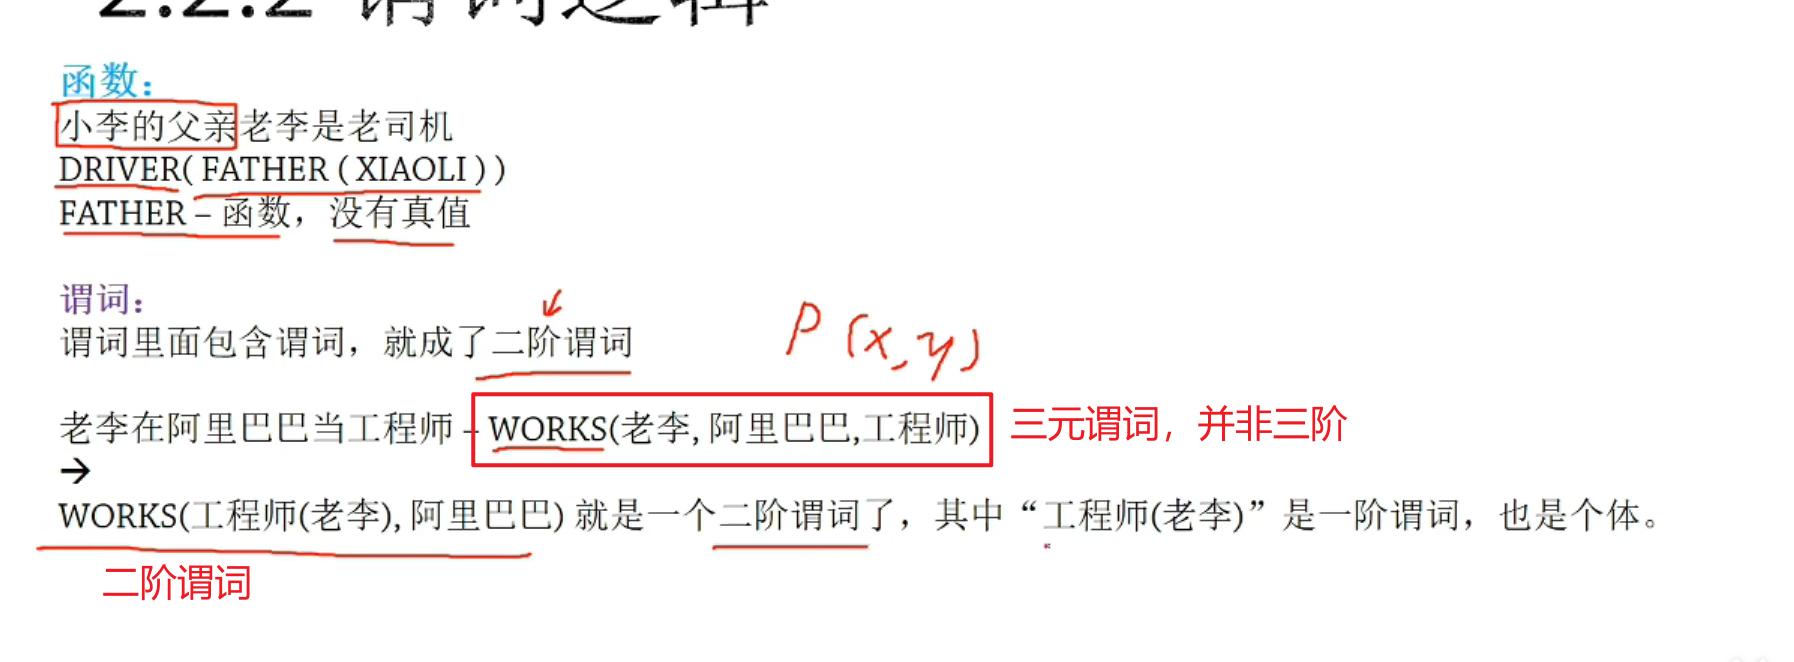 2.2.2 谓词逻辑
函数：
小李的父亲老李是老司机
DRIVER( FATHER ( XIAOLI ) )
FATHER – 函数，没有真值
谓词：
谓词里面包含谓词，就成了二阶谓词
P (x, y)
老李在阿里巴巴当工程师 - WORKS(老李, 阿里巴巴,工程师) 三元谓词，并非三阶
→
WORKS(工程师(老李), 阿里巴巴) 就是一个二阶谓词了，其中“工程师(老李)”是一阶谓词，也是个体。
二阶谓词